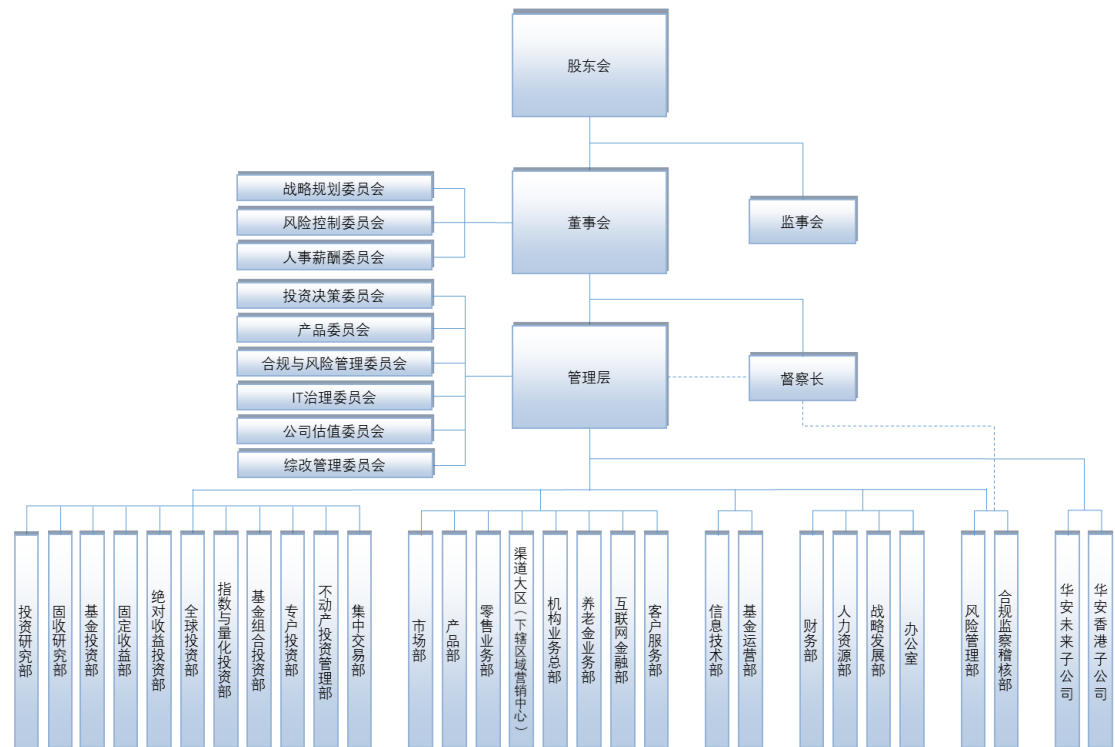 股东会
董事会
监事会
战略规划委员会
风险控制委员会
人事薪酬委员会
投资决策委员会
产品委员会
合规与风险管理委员会
IT治理委员会
公司估值委员会
综改管理委员会
管理层
督察长
投资研究部
固收研究部
基金投资部
固定收益部
绝对收益投资部
全球投资部
指数与量化投资部
基金组合投资部
专户投资部
不动产投资管理部
集中交易部
市场部
产品部
零售业务部
渠道大区（下辖区域营销中心）
机构业务总部
养老金业务部
互联网金融部
客户服务部
信息技术部
基金运营部
财务部
人力资源部
战略发展部
办公室
风险管理部
合规监察稽核部
华安未来子公司
华安香港子公司